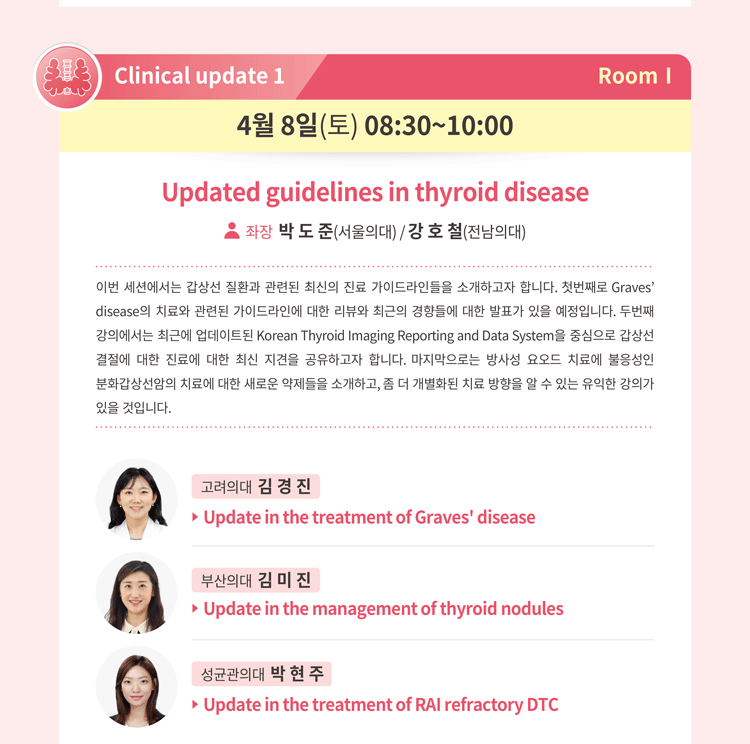 Clinical update 1
Room I
4월 8일(토) 08:30~10:00
Updated guidelines in thyroid disease
좌장 박 도 준(서울의대) / 강 호 철(전남의대)
이번 세션에서는 갑상선 질환과 관련된 최신의 진료 가이드라인들을 소개하고자 합니다. 첫번째로 Graves’
disease의 치료와 관련된 가이드라인에 대한 리뷰와 최근의 경향들에 대한 발표가 있을 예정입니다. 두번째
강의에서는 최근에 업데이트된 Korean Thyroid Imaging Reporting and Data System을 중심으로 갑상선
결절에 대한 진료에 대한 최신 지견을 공유하고자 합니다. 마지막으로는 방사성 요오드 치료에 불응성인
분화갑상선암의 치료에 대한 새로운 약제들을 소개하고, 좀 더 개별화된 치료 방향을 알 수 있는 유익한 강의가
있을 것입니다.
고려의대 김 경 진
Update in the treatment of Graves' disease
부산의대 김 미 진
Update in the management of thyroid nodules
성균관의대 박 현 주
Update in the treatment of RAI refractory DTC